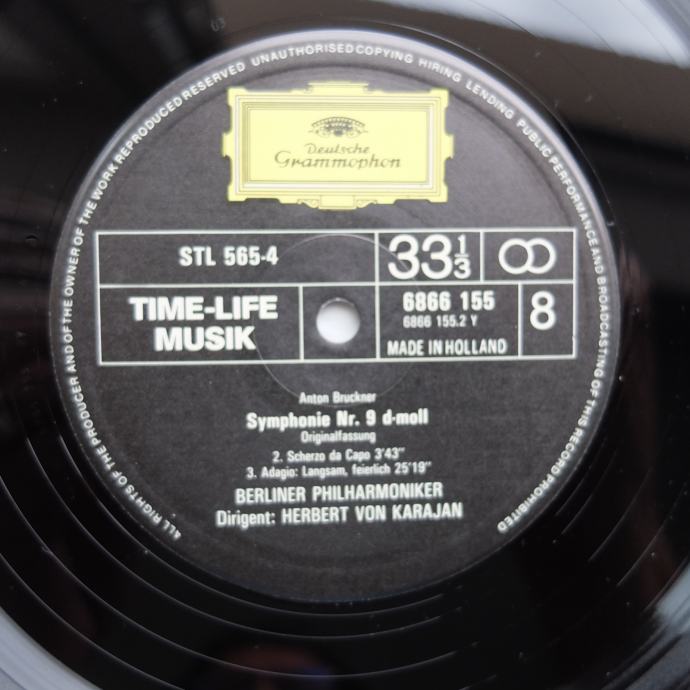 ALL RIGHTS OF THE PRODUCER AND OF THE OWNER OF THE WORK REPRODUCED RESERVED UNAUTHORISED COPYING HIRING LENDING PUBLIC PERFORMANCE AND BROADCASTING OF THIS RECORD PROHIBITED
Deutsche
Grammophon
STL 565-4
33 1/3
TIME-LIFE
MUSIK
6866 155
6866 155.2 Y
MADE IN HOLLAND
8
Anton Bruckner
Symphonie Nr. 9 d-moll
Originalfassung
2. Scherzo da Capo 3'43"
3. Adagio: Langsam, feierlich 25'19"
BERLINER PHILHARMONIKER
Dirigent: HERBERT VON KARAJAN